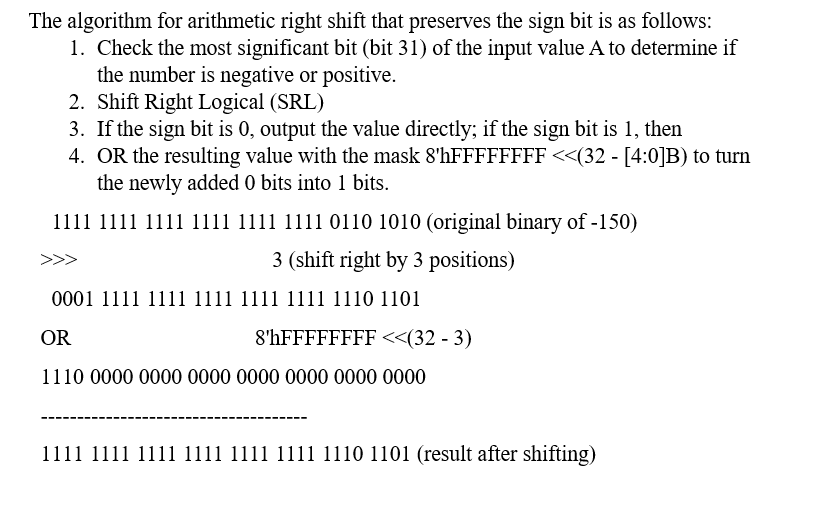 The algorithm for arithmetic right shift that preserves the sign bit is as follows:
1. Check the most significant bit (bit 31) of the input value A to determine if
the number is negative or positive.
2. Shift Right Logical (SRL)
3. If the sign bit is 0, output the value directly; if the sign bit is 1, then
4. OR the resulting value with the mask 8'hFFFFFFFF <<(32 - [4:0]B) to turn
the newly added 0 bits into 1 bits.
1111 1111 1111 1111 1111 1111 0110 1010 (original binary of -150)
>>> 3 (shift right by 3 positions)
0001 1111 1111 1111 1111 1111 1110 1101
OR 8'hFFFFFFFF <<(32 - 3)
1110 0000 0000 0000 0000 0000 0000 0000
-------------------------------------
1111 1111 1111 1111 1111 1111 1110 1101 (result after shifting)